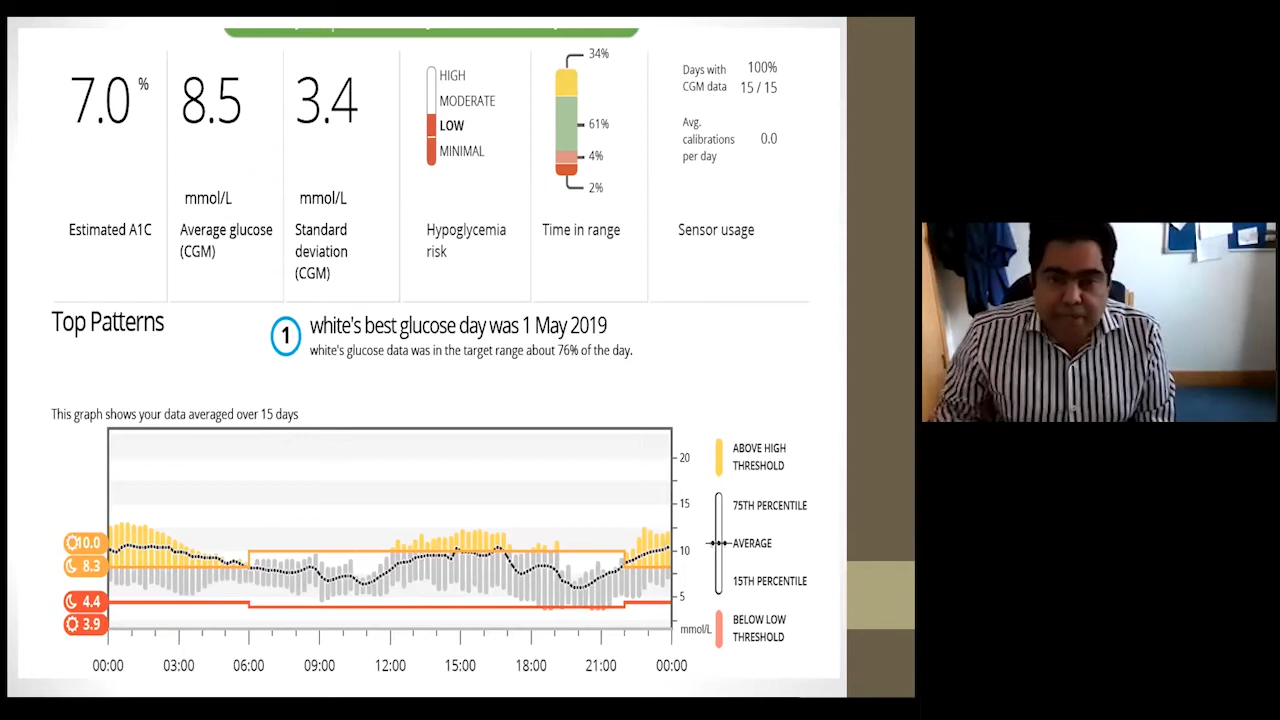 7.0 %
8.5
3.4
HIGH
MODERATE
LOW
MINIMAL
34%
61%
4%
2%
Days with
CGM data
100%
15 / 15
Avg.
calibrations
per day
0.0
mmol/L
mmol/L
Estimated A1C
Average glucose
(CGM)
Standard
deviation
(CGM)
Hypoglycemia
risk
Time in range
Sensor usage
Top Patterns
1
white's best glucose day was 1 May 2019
white's glucose data was in the target range about 76% of the day.
This graph shows your data averaged over 15 days
10.0
8.3
4.4
3.9
20
15
10
5
mmol/L
00:00
03:00
06:00
09:00
12:00
15:00
18:00
21:00
00:00
ABOVE HIGH
THRESHOLD
75TH PERCENTILE
AVERAGE
15TH PERCENTILE
BELOW LOW
THRESHOLD